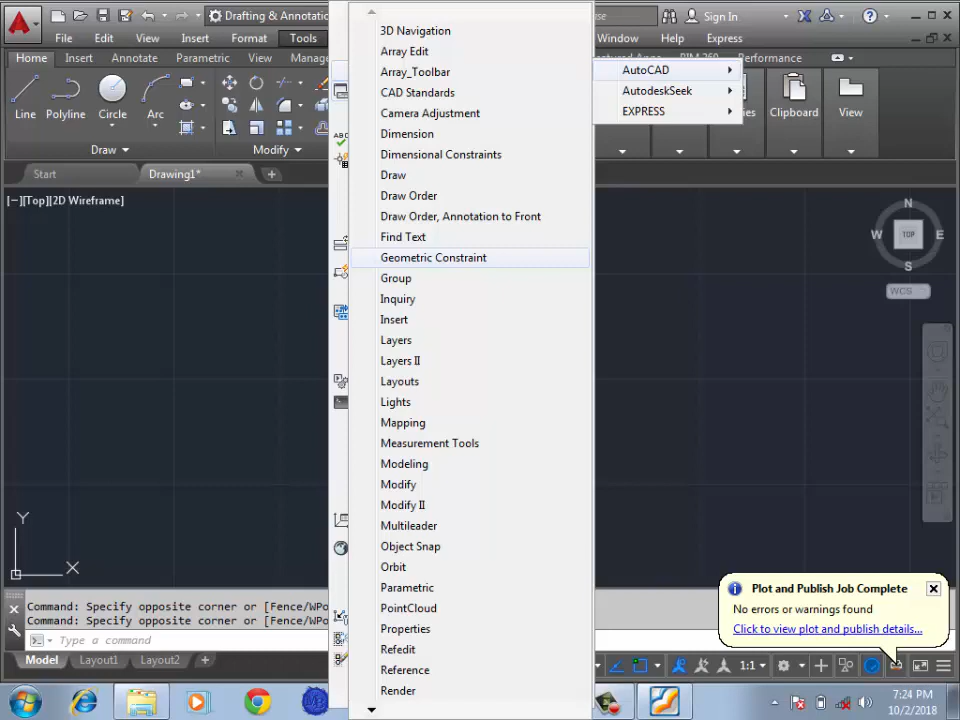 Drafting & Annotatio
Sign In
File
Edit
View
Insert
Format
Tools
Window
Help
Express
Home
Insert
Annotate
Parametric
View
Manag
Performance
Line
Polyline
Circle
Arc
Draw
Modify
Clipboard
View
Start
Drawing1*
[−][Top][2D Wireframe]
3D Navigation
Array Edit
Array_Toolbar
CAD Standards
Camera Adjustment
Dimension
Dimensional Constraints
Draw
Draw Order
Draw Order, Annotation to Front
Find Text
Geometric Constraint
Group
Inquiry
Insert
Layers
Layers II
Layouts
Lights
Mapping
Measurement Tools
Modeling
Modify
Modify II
Multileader
Object Snap
Orbit
Parametric
PointCloud
Properties
Refedit
Reference
Render
AutoCAD
AutodeskSeek
EXPRESS
N
W
TOP
E
S
WCS
Y
X
Plot and Publish Job Complete
No errors or warnings found
Click to view plot and publish details...
Command: Specify opposite corner or [Fence/WPo
Command: Specify opposite corner or [Fence/WPo
Type a command
Model
Layout1
Layout2
1:1
7:24 PM
10/2/2018